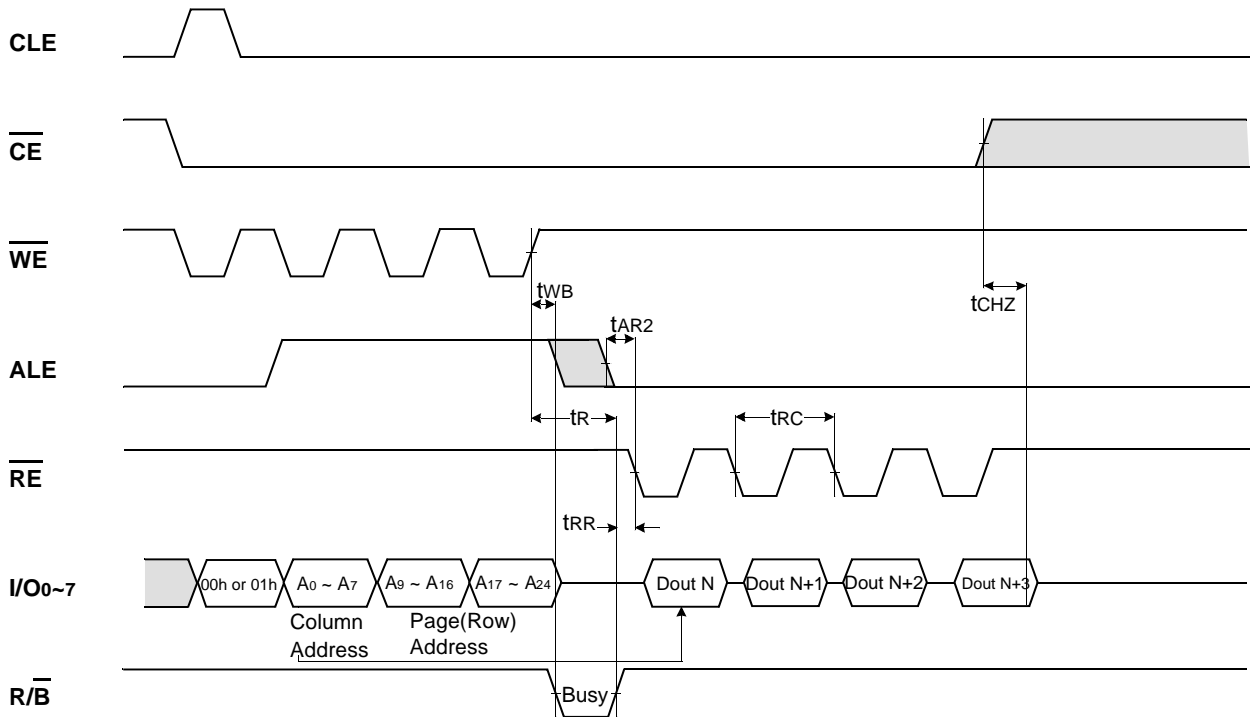 CLE
CE
WE
tWB
tCHZ
tAR2
ALE
tR
tRC
RE
tRR
I/O0~7
00h or 01h
A0 ~ A7
A9 ~ A16
A17 ~ A24
Dout N
Dout N+1
Dout N+2
Dout N+3
Column
Address
Page(Row)
Address
R/B
Busy